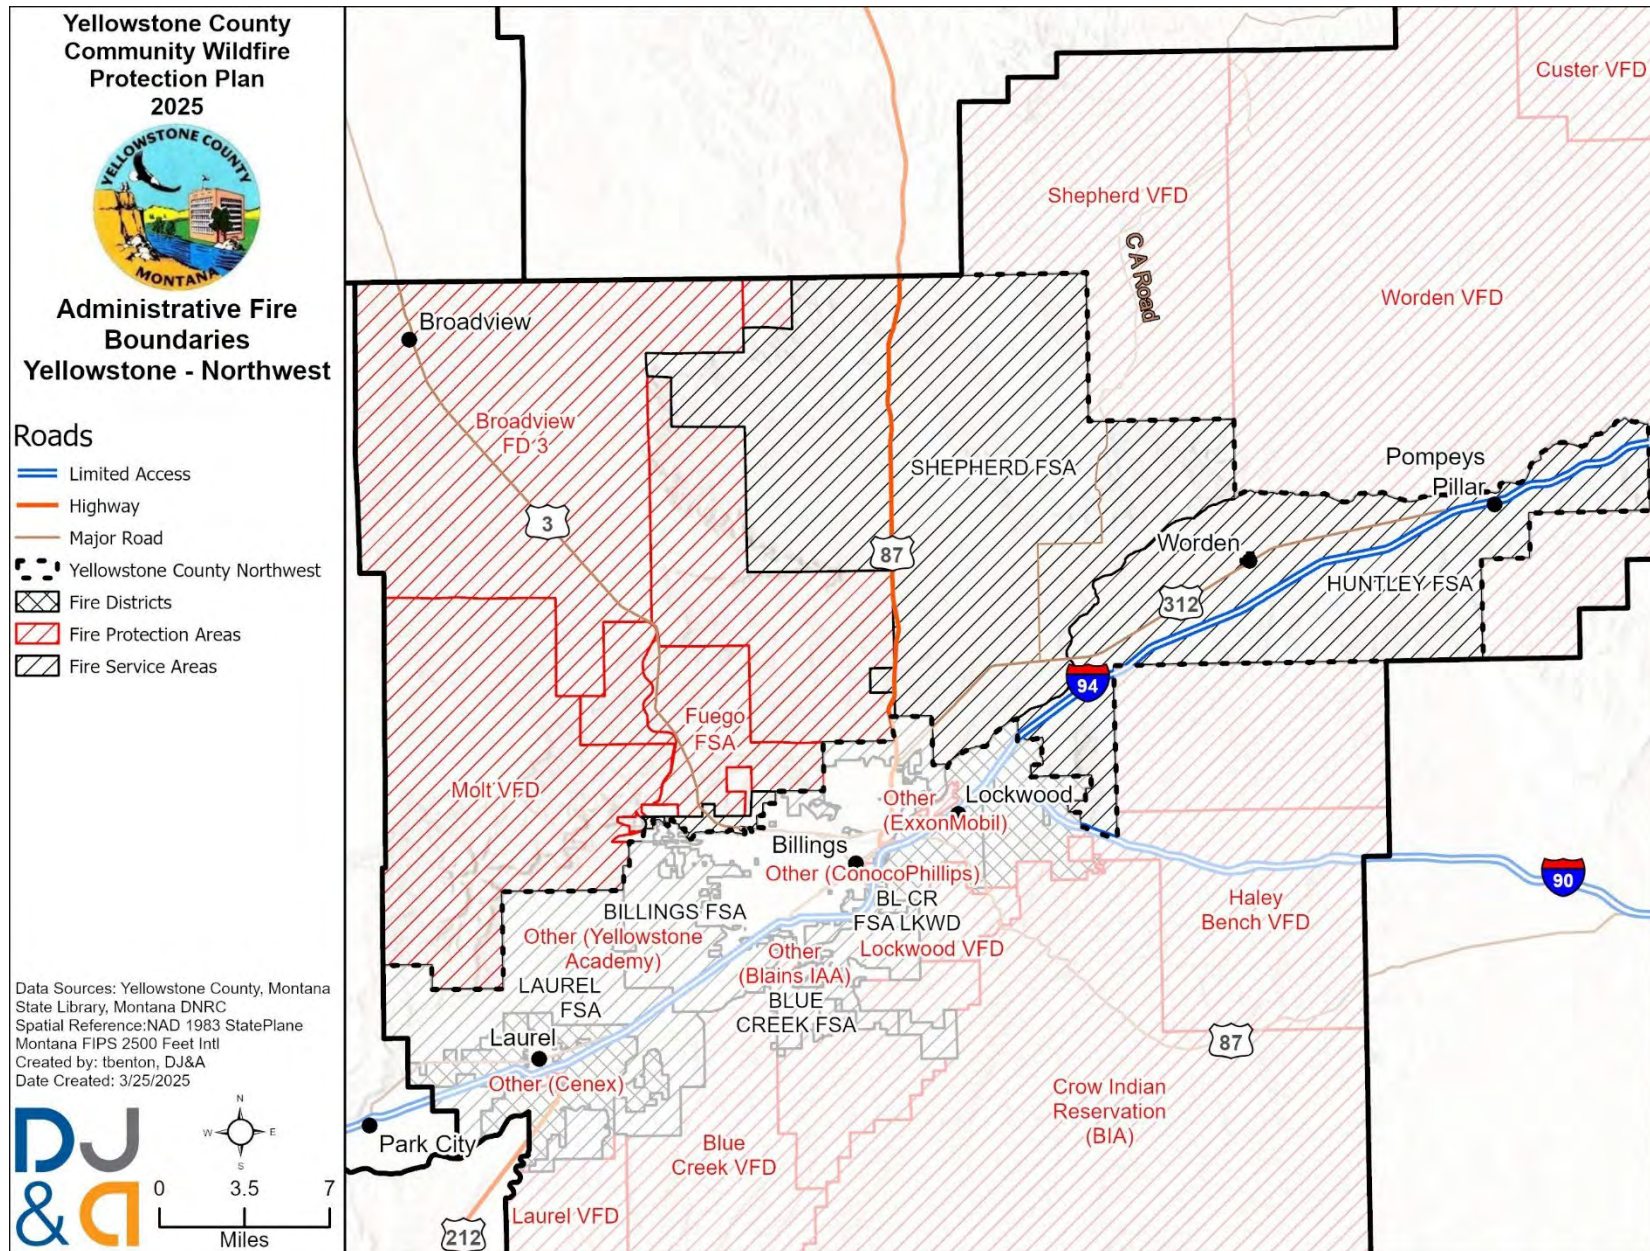 Yellowstone County
Community Wildfire
Protection Plan
2025
YELLOWSTONE COUNTY
MONTANA
Administrative Fire
Boundaries
Yellowstone - Northwest
Roads
Limited Access
Highway
Major Road
Yellowstone County Northwest
Fire Districts
Fire Protection Areas
Fire Service Areas
Data Sources: Yellowstone County, Montana
State Library, Montana DNRC
Spatial Reference:NAD 1983 StatePlane
Montana FIPS 2500 Feet Intl
Created by: tbenton, DJ&A
Date Created: 3/25/2025
DJ
&A
N
W E
S
0 3.5 7
Miles
Custer VFD
Shepherd VFD
C A Road
Worden VFD
Broadview
Broadview
FD 3
3
SHEPHERD FSA
87
Pompeys
Pillar
Worden
HUNTLEY FSA
312
94
Fuego
FSA
Molt VFD
Other
(ExxonMobil)
Lockwood
Billings
Other (ConocoPhillips)
90
BL CR
FSA LKWD
Haley
Bench VFD
BILLINGS FSA
Other (Yellowstone
Academy)
Lockwood VFD
Other
(Blains IAA)
LAUREL
FSA
BLUE
CREEK FSA
Laurel
87
Other (Cenex)
Crow Indian
Reservation
(BIA)
Park City
Blue
Creek VFD
Laurel VFD
212